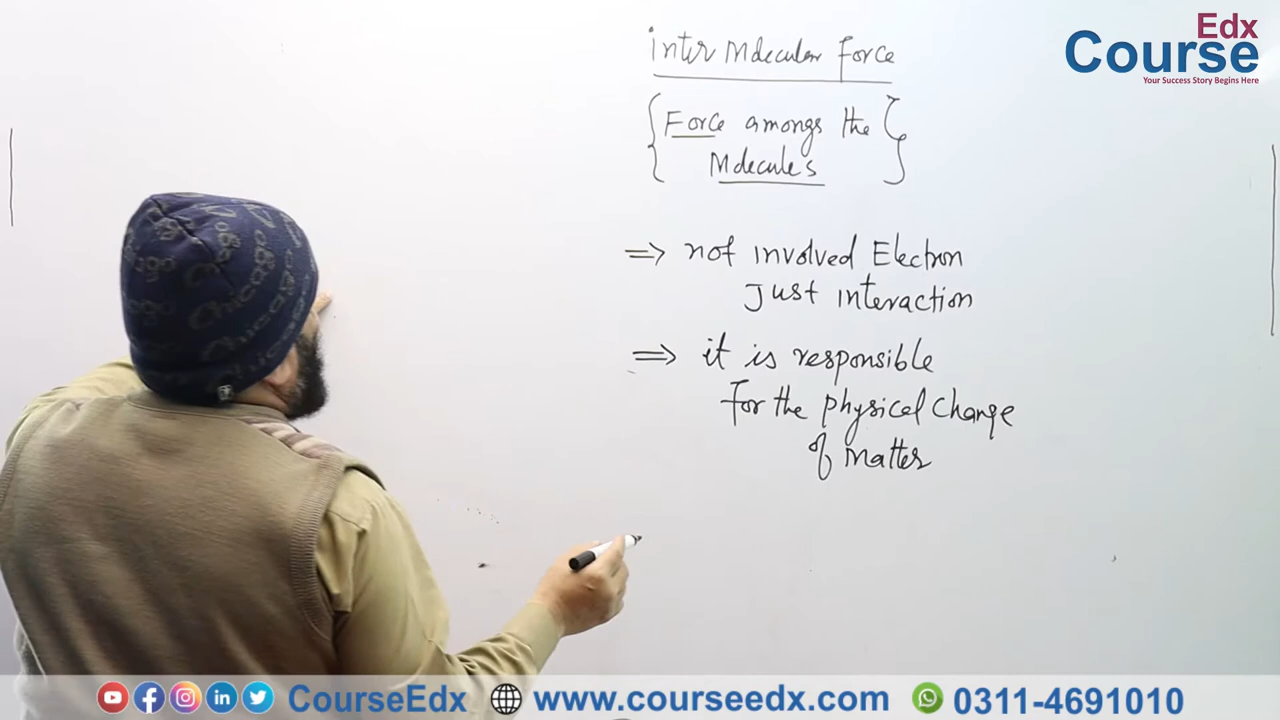 Inter Molecular Force
Force amongs the
Molecules
⇒ not involved Electron
Just interaction
⇒ it is responsible
For the physical Change
of Matter
Edx
Course
Your Success Story Begins Here
Chicago
CourseEdx
www.courseedx.com
0311-4691010